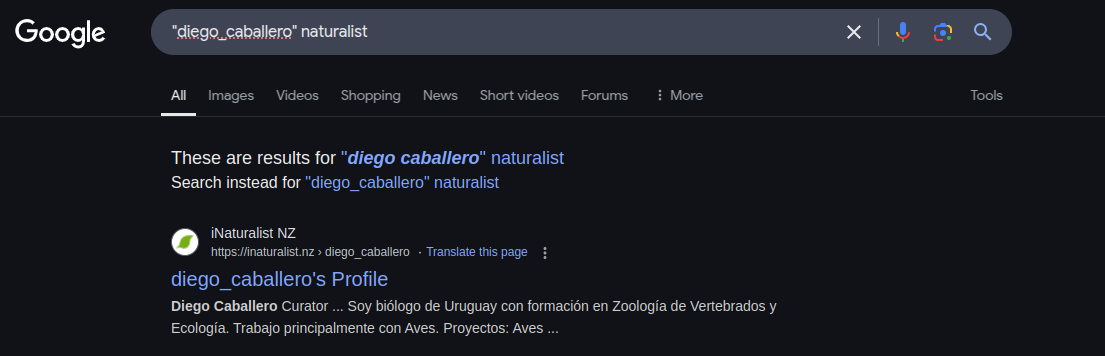 Google
"diego_caballero" naturalist
All Images Videos Shopping News Short videos Forums More Tools
These are results for "diego caballero" naturalist
Search instead for "diego_caballero" naturalist
iNaturalist NZ
https://inaturalist.nz › diego_caballero · Translate this page
diego_caballero's Profile
Diego Caballero Curator ... Soy biólogo de Uruguay con formación en Zoología de Vertebrados y
Ecología. Trabajo principalmente con Aves. Proyectos: Aves ...